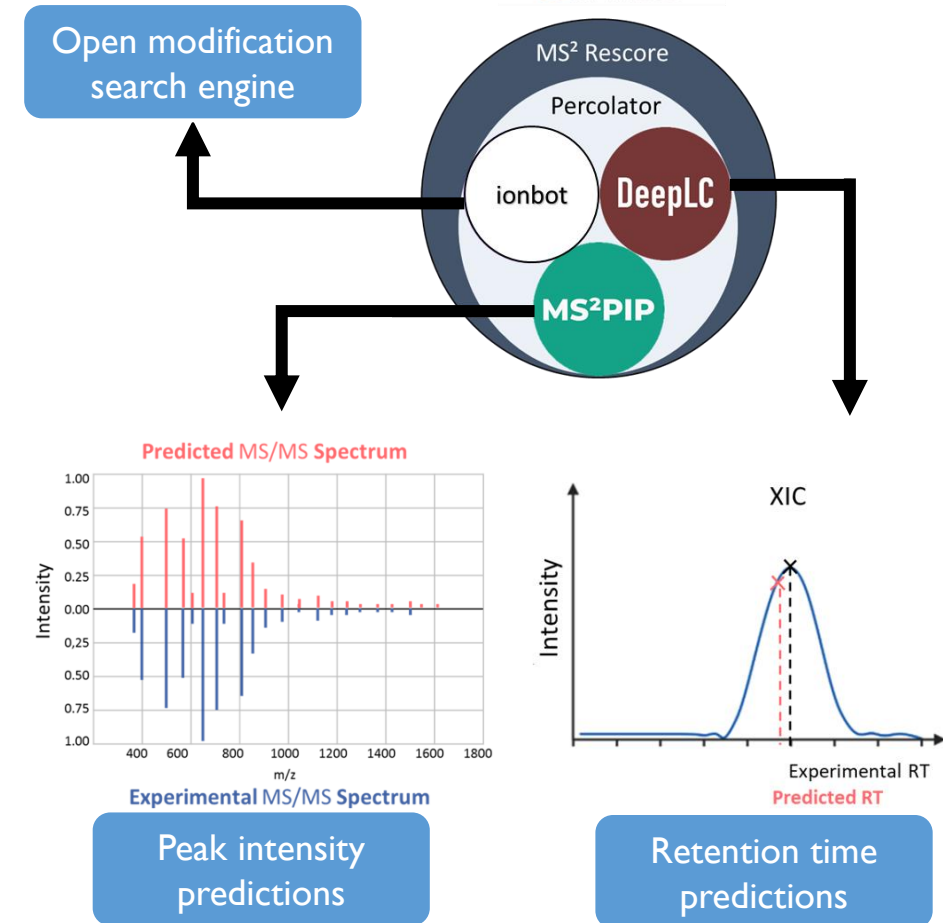 Open modification
search engine
MS² Rescore
Percolator
ionbot
DeepLC
MS²PIP
Predicted MS/MS Spectrum
Intensity
1.00
0.75
0.50
0.25
0.00
0,25
0.50
0.75
1.00
400 600 800 1000 1200 1400 1600 1800
m/z
Experimental MS/MS Spectrum
Peak intensity
predictions
XIC
Intensity
Experimental RT
Predicted RT
Retention time
predictions